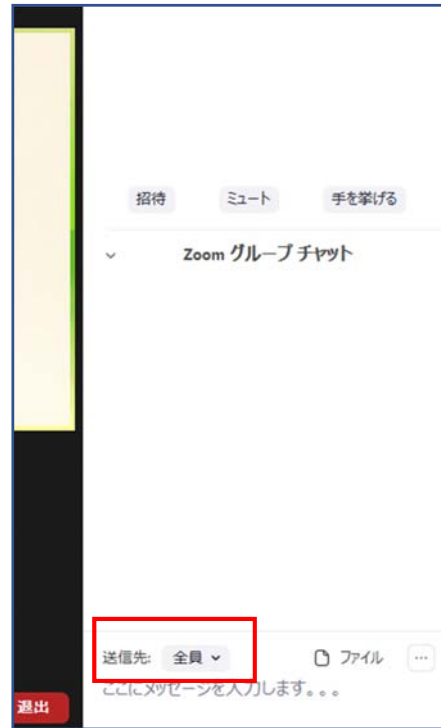 招待 ミュート 手を挙げる
Zoom グループ チャット
送信先: 全員 ファイル ...
ここにメッセージを入力します。。。
退出